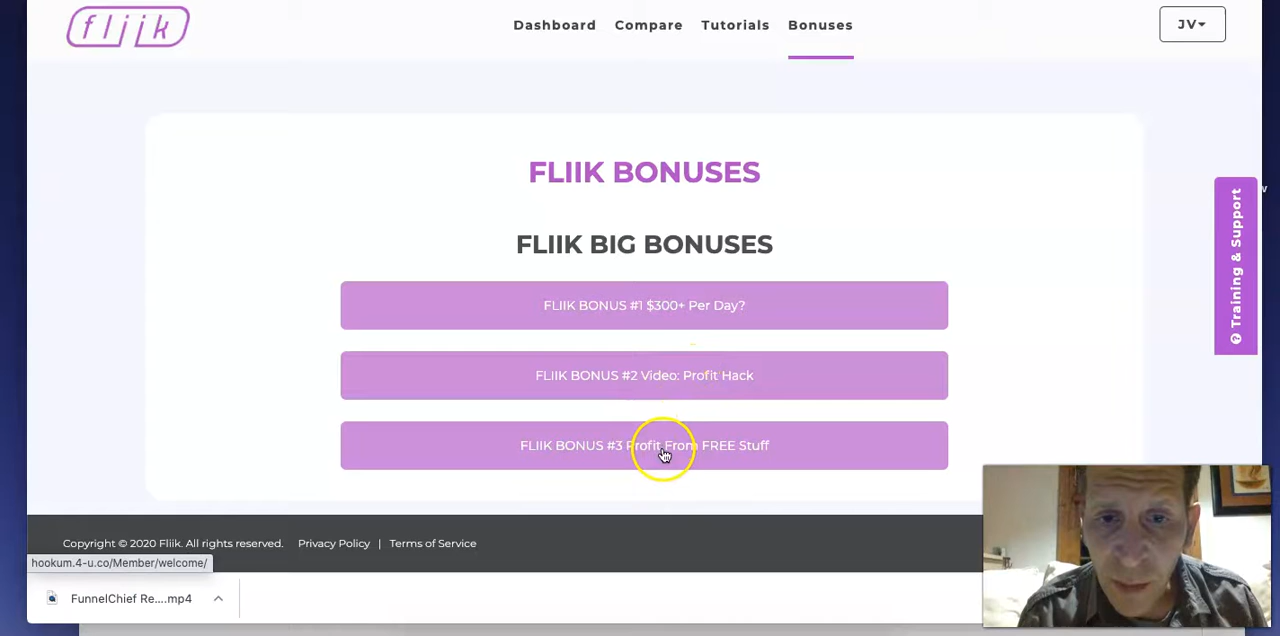 fliik
Dashboard Compare Tutorials Bonuses
JV
FLIIK BONUSES
FLIIK BIG BONUSES
FLIIK BONUS #1 $300+ Per Day?
FLIIK BONUS #2 Video: Profit Hack
FLIIK BONUS #3 Profit From FREE Stuff
Training & Support
Copyright © 2020 Fliik. All rights reserved. Privacy Policy | Terms of Service
hookum.4-u.co/Member/welcome/
FunnelChief Re....mp4